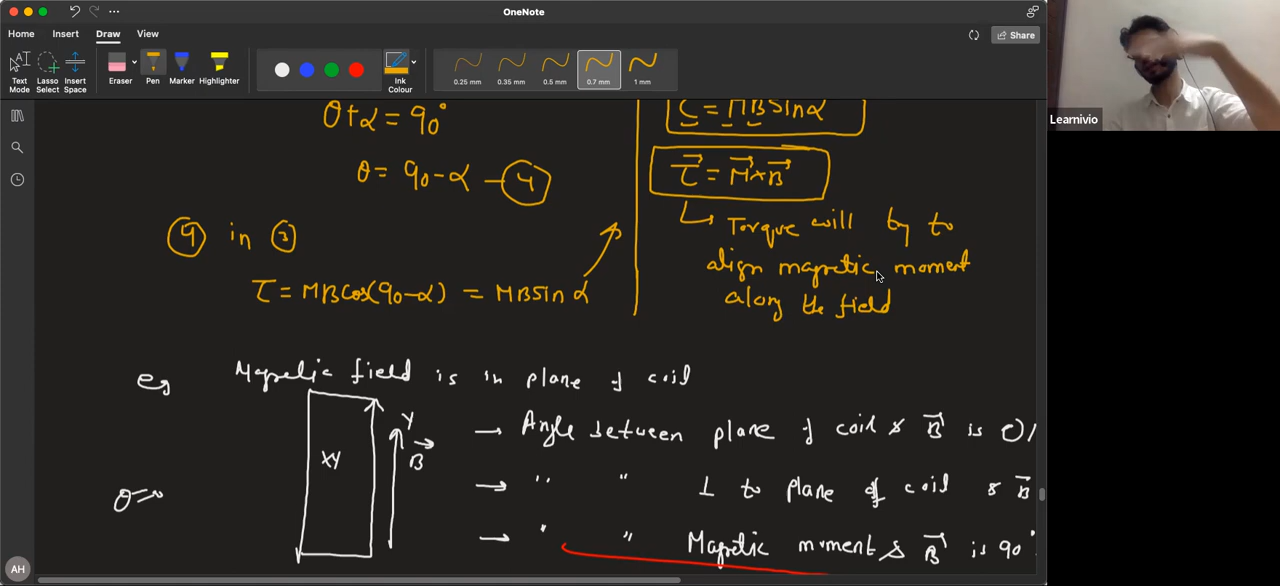 OneNote
Home Insert Draw View
Share
Text Mode
Lasso Select
Insert Space
Eraser
Pen
Marker
Highlighter
Ink Colour
0.25 mm
0.35 mm
0.5 mm
0.7 mm
1 mm
Learnivio
θ+α = 90°
θ = 90-α - 4
4 in 3
τ = MBcos(90-α) = MBsin α
τ = MBsinα
τ = M×B
Torque will try to
align magnetic moment
along the field
eg Magnetic field is in plane of coil
XY
Y
B
θ=0
→ Angle between plane of coil & B is 0/
→ " " ⊥ to plane of coil & B
→ " " Magnetic moment & B is 90°
AH